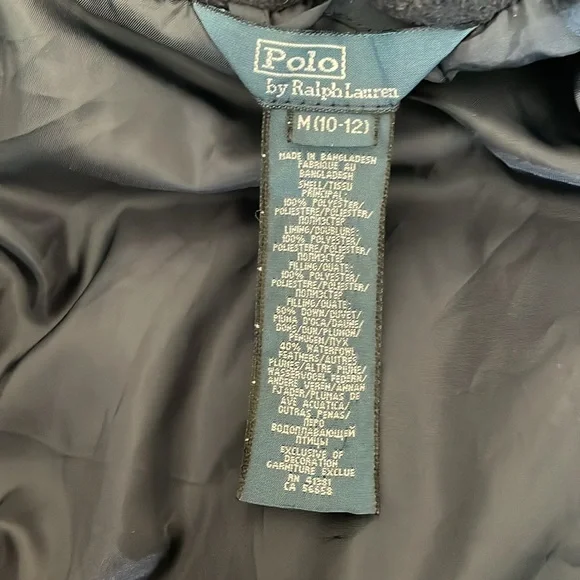 Polo
by Ralph Lauren
M (10-12)
MADE IN BANGLADESH
FABRIQUE AU
BANGLADESH
SHELL/TISSU
PRINCIPAL:
100% POLYESTER/
POLIESTERE/POLIESTER/
ПОЛИЭСТЕР
LINING/DOUBLURE:
100% POLYESTER/
POLIESTERE/POLIESTER/
ПОЛИЭСТЕР
FILLING/OUATE:
100% POLYESTER/
POLIESTERE/POLIESTER/
ПОЛИЭСТЕР
FILLING/OUATE:
60% DOWN/DUVET/
PIUMA D'OCA/DAUNE/
DONS/DUN/PLUMON/
PENUGEN/ПУХ
40% WATERFOWL
FEATHERS/AUTRES
PLUMES/ALTRE PIUME/
WASSERVOGEL FEDERN/
ANDERE VEREN/ANNAN
FJADER/PLUMAS DE
AVE ACUATICA/
OUTRAS PENAS/
ПЕРО
ВОДОПЛАВАЮЩЕЙ
ПТИЦЫ
EXCLUSIVE OF
DECORATION
GARNITURE EXCLUE
RN 41381
CA 56658